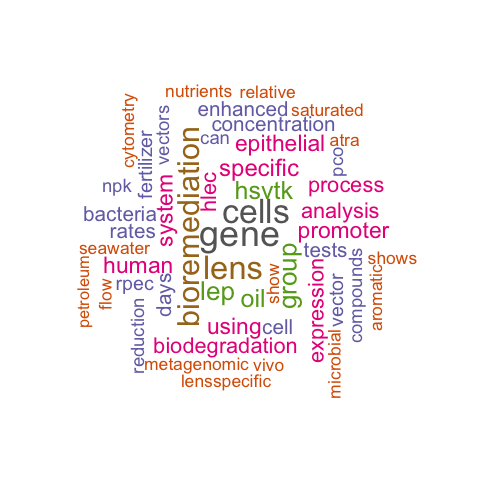 nutrients
relative
cytometry
vectors
enhanced
saturated
can
concentration
fertilizer
bioremediation
epithelial
atra
pco
npk
system
hlec
specific
hsvtk
process
bacteria
cells
analysis
rates
gene
promoter
seawater
tests
petroleum
human
lens
group
shows
flow
rpec
days
lep
oil
show
expression
vector
compounds
aromatic
reduction
using
cell
biodegradation
microbial
metagenomic
vivo
lensspecific